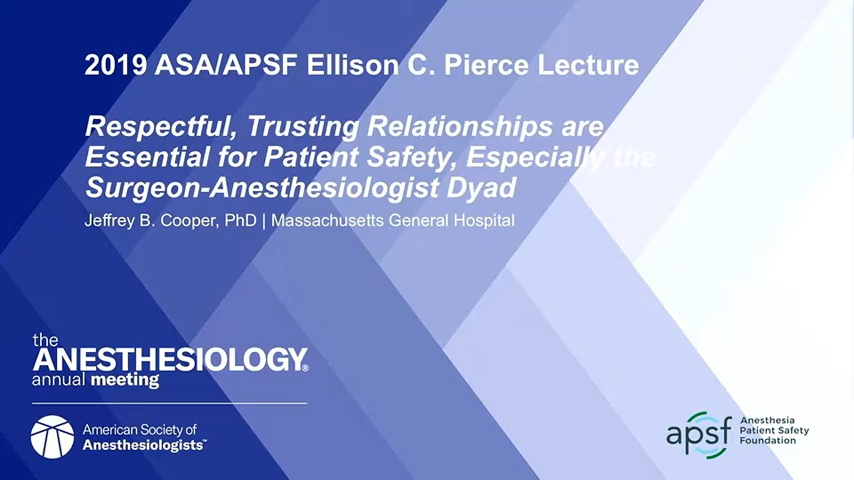 2019 ASA/APSF Ellison C. Pierce Lecture
Respectful, Trusting Relationships are
Essential for Patient Safety, Especially the
Surgeon-Anesthesiologist Dyad
Jeffrey B. Cooper, PhD | Massachusetts General Hospital
the
ANESTHESIOLOGY®
annual meeting
American Society of
Anesthesiologists™
apsf
Anesthesia
Patient Safety
Foundation